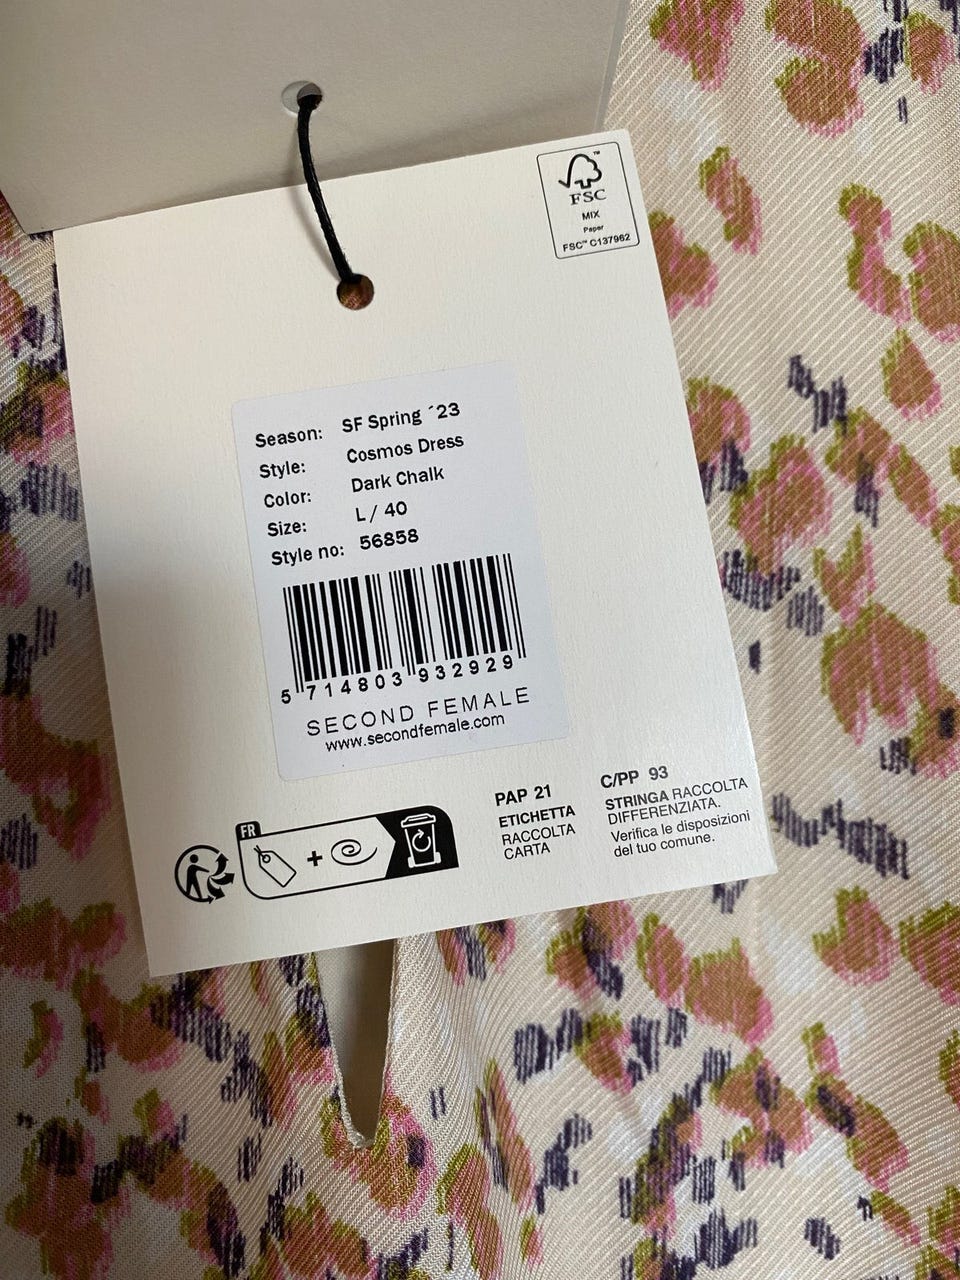 FSC™
MIX
Paper
FSC™ C137962
Season: SF Spring ´23
Style: Cosmos Dress
Color: Dark Chalk
Size: L / 40
Style no: 56858
5 714803 932929
SECOND FEMALE
www.secondfemale.com
FR
+
PAP 21
ETICHETTA
RACCOLTA
CARTA
C/PP 93
STRINGA RACCOLTA
DIFFERENZIATA.
Verifica le disposizioni
del tuo comune.